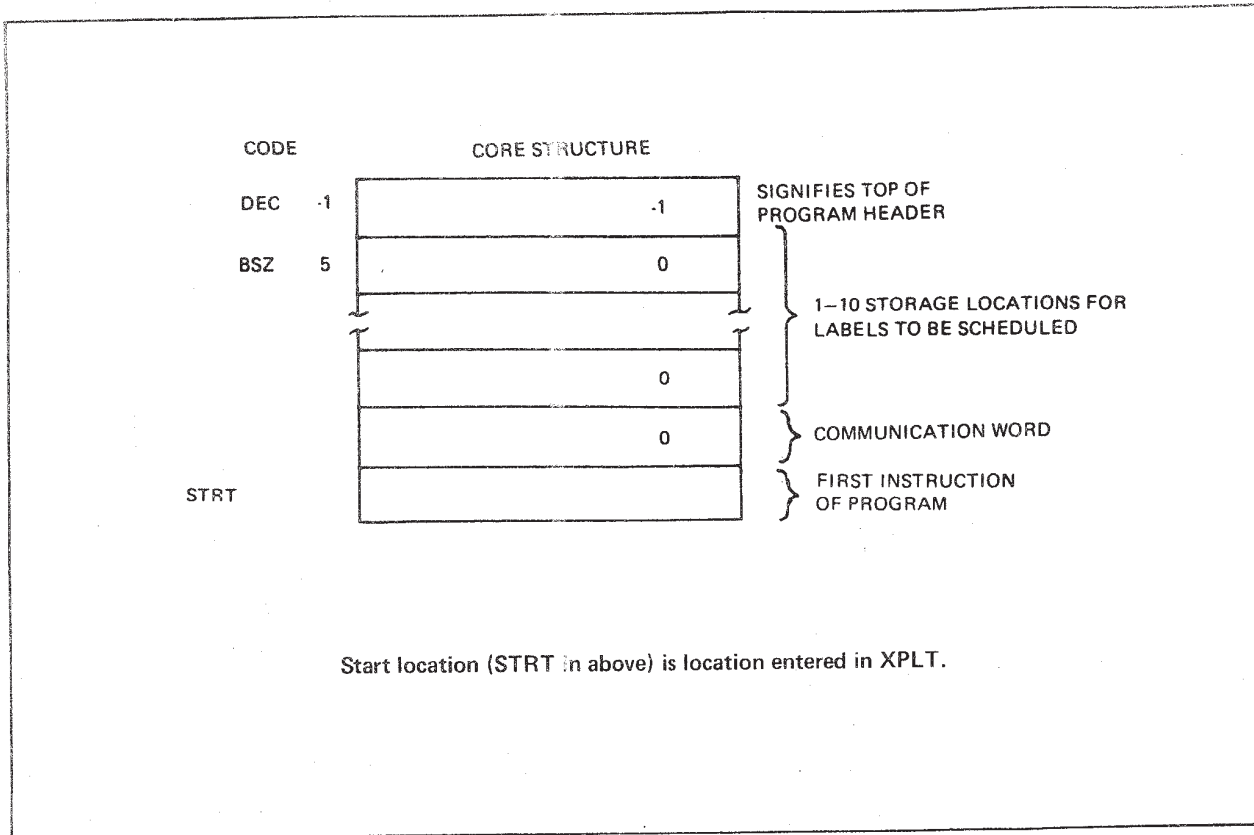 CODE CORE STRUCTURE
DEC -1 -1 SIGNIFIES TOP OF
PROGRAM HEADER
BSZ 5 0
1–10 STORAGE LOCATIONS FOR
LABELS TO BE SCHEDULED
0
0 COMMUNICATION WORD
STRT FIRST INSTRUCTION
OF PROGRAM
Start location (STRT in above) is location entered in XPLT.